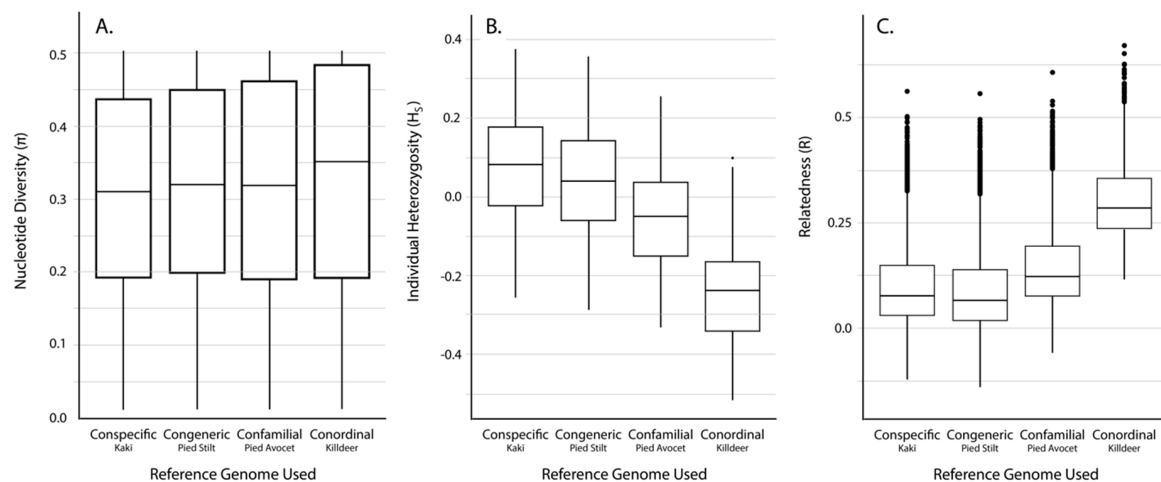 A.
Nucleotide Diversity (π)
0.5
0.4
0.3
0.2
0.1
0.0
Conspecific Congeneric Confamilial Conordinal
Kaki Pied Stilt Pied Avocet Killdeer
Reference Genome Used
B.
Individual Heterozygosity (HS)
0.4
0.2
0.0
-0.2
-0.4
Conspecific Congeneric Confamilial Conordinal
Kaki Pied Stilt Pied Avocet Killdeer
Reference Genome Used
C.
Relatedness (R)
0.5
0.25
0.0
Conspecific Congeneric Confamilial Conordinal
Kaki Pied Stilt Pied Avocet Killdeer
Reference Genome Used